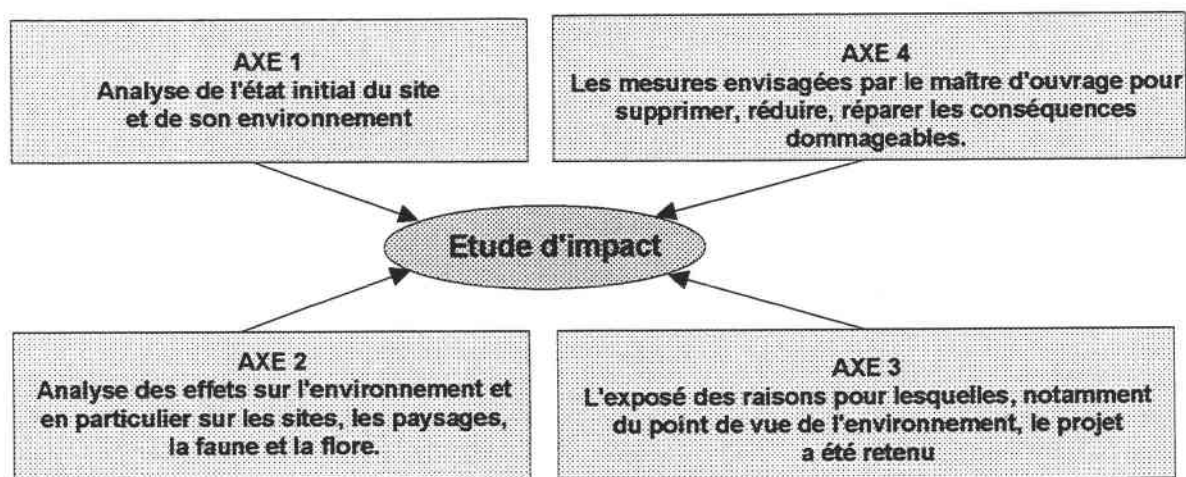 AXE 1
Analyse de l'état initial du site
et de son environnement
AXE 4
Les mesures envisagées par le maître d'ouvrage pour
supprimer, réduire, réparer les conséquences
dommageables.
Etude d'impact
AXE 2
Analyse des effets sur l'environnement et
en particulier sur les sites, les paysages,
la faune et la flore.
AXE 3
L'exposé des raisons pour lesquelles, notamment
du point de vue de l'environnement, le projet
a été retenu